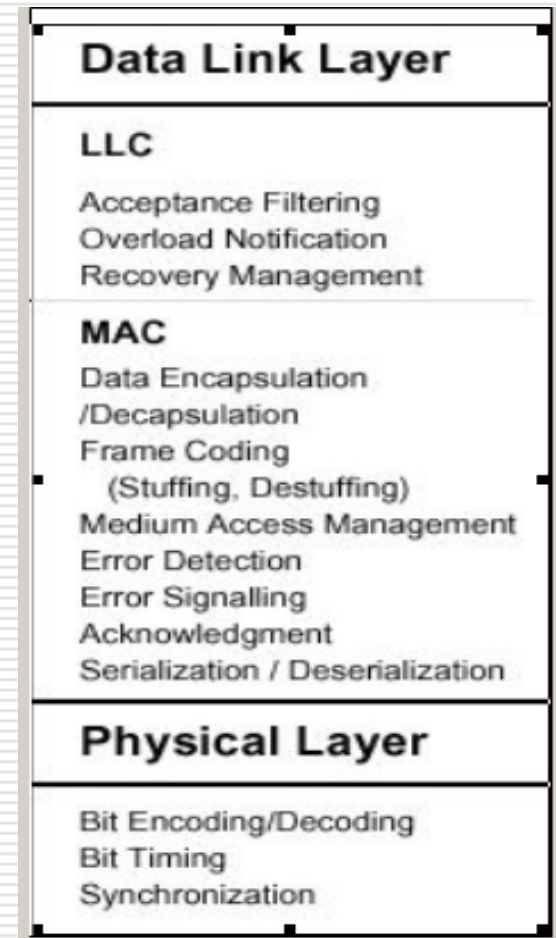 Data Link Layer
LLC
Acceptance Filtering
Overload Notification
Recovery Management
MAC
Data Encapsulation
/Decapsulation
Frame Coding
(Stuffing, Destuffing)
Medium Access Management
Error Detection
Error Signalling
Acknowledgment
Serialization / Deserialization
Physical Layer
Bit Encoding/Decoding
Bit Timing
Synchronization